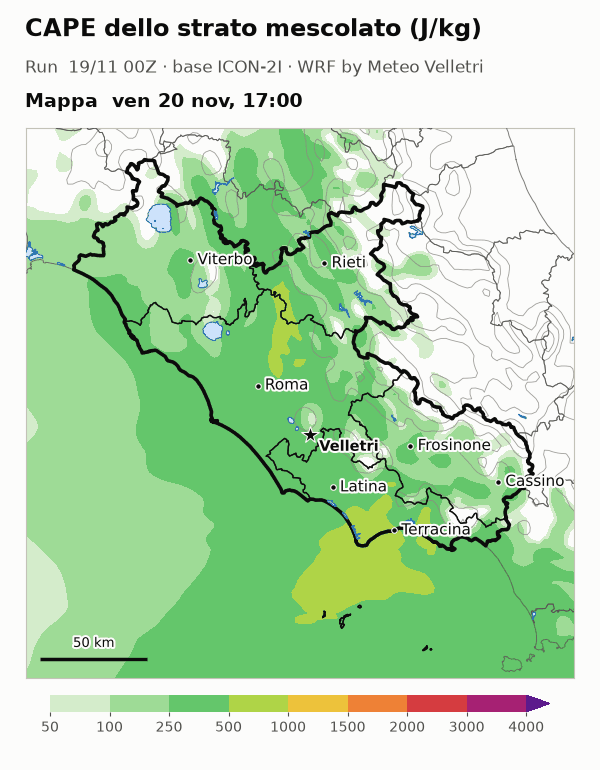 CAPE dello strato mescolato (J/kg)
Run  19/11 00Z · base ICON-2I · WRF by Meteo Velletri
Mappa  ven 20 nov, 17:00
Viterbo
Rieti
Roma
Velletri
Frosinone
Cassino
Latina
Terracina
50 km
50 100 250 500 1000 1500 2000 3000 4000